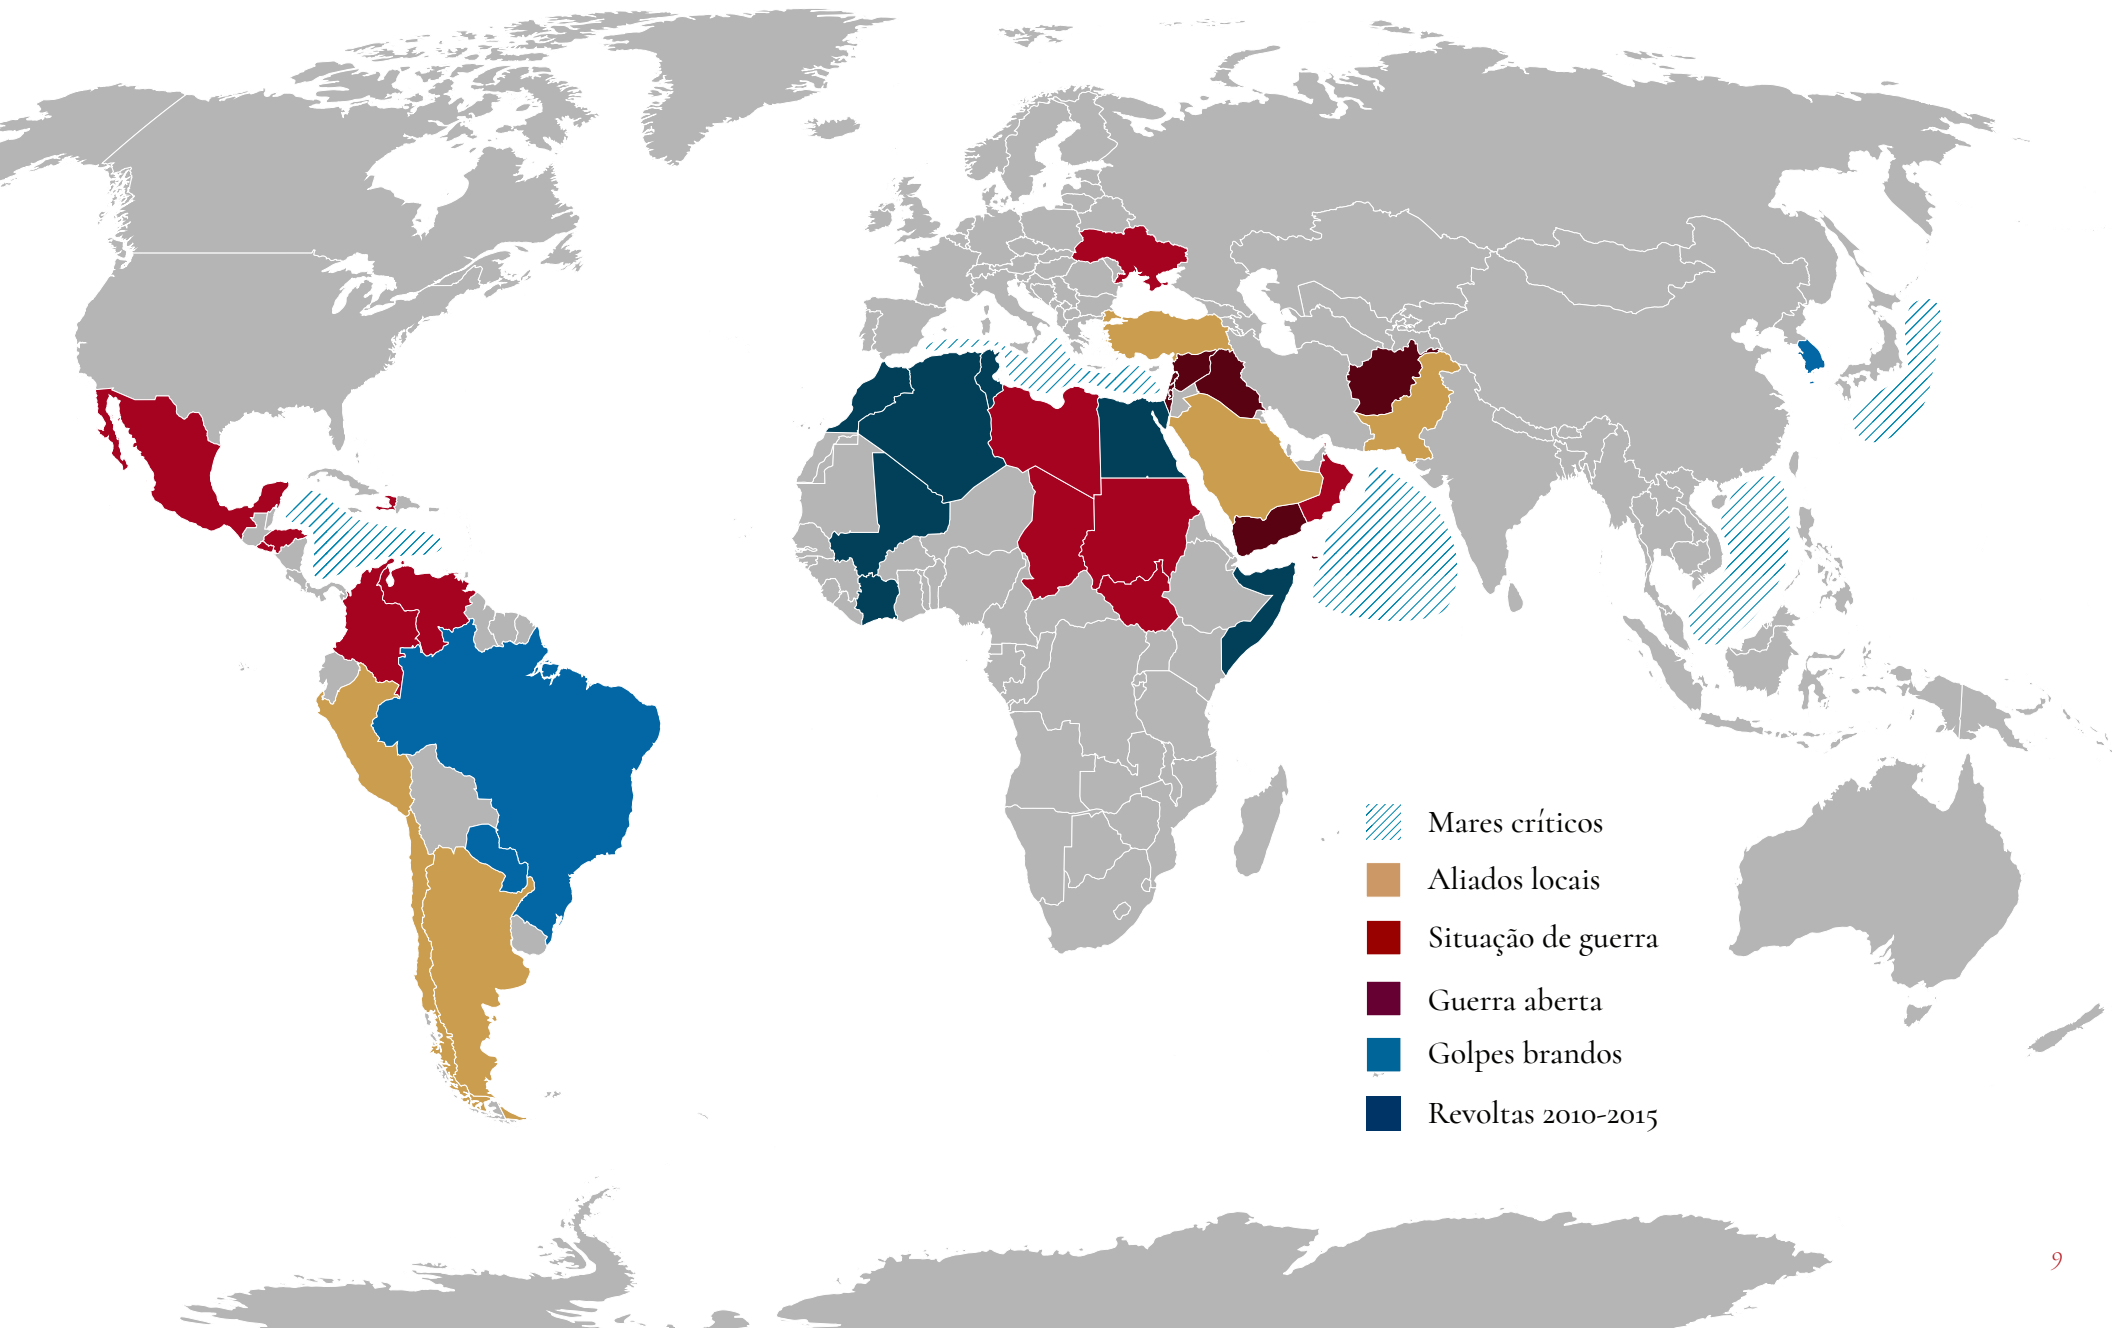 Mares críticos
Aliados locais
Situação de guerra
Guerra aberta
Golpes brandos
Revoltas 2010-2015
9